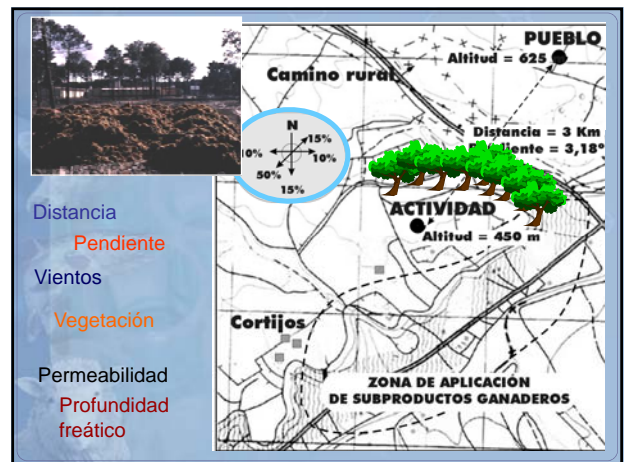 PUEBLO
Altitud = 625
Camino rural
N
15%
10%
10%
50%
15%
Distancia = 3 Km
Pendiente = 3,18º
ACTIVIDAD
Altitud = 450 m
Distancia
Pendiente
Vientos
Vegetación
Cortijos
Permeabilidad
Profundidad
freático
ZONA DE APLICACIÓN
DE SUBPRODUCTOS GANADEROS